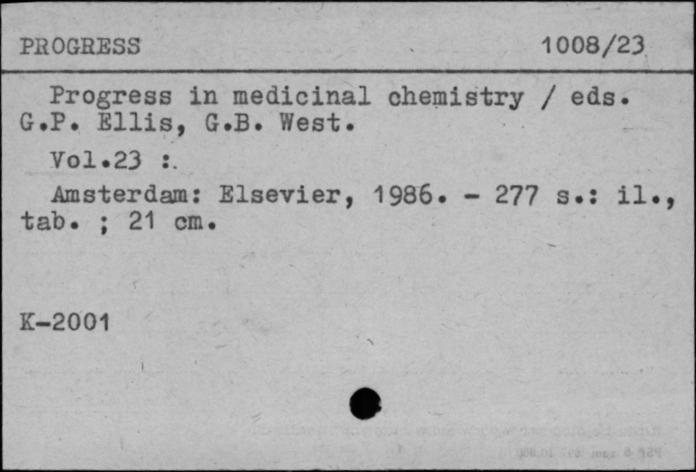 PROGRESS 1008/23
Progress in medicinal chemistry / eds.
G.P. Ellis, G.B. West.
Vol.23 :.
Amsterdam: Elsevier, 1986. - 277 s.: il.,
tab. ; 21 cm.
K-2001